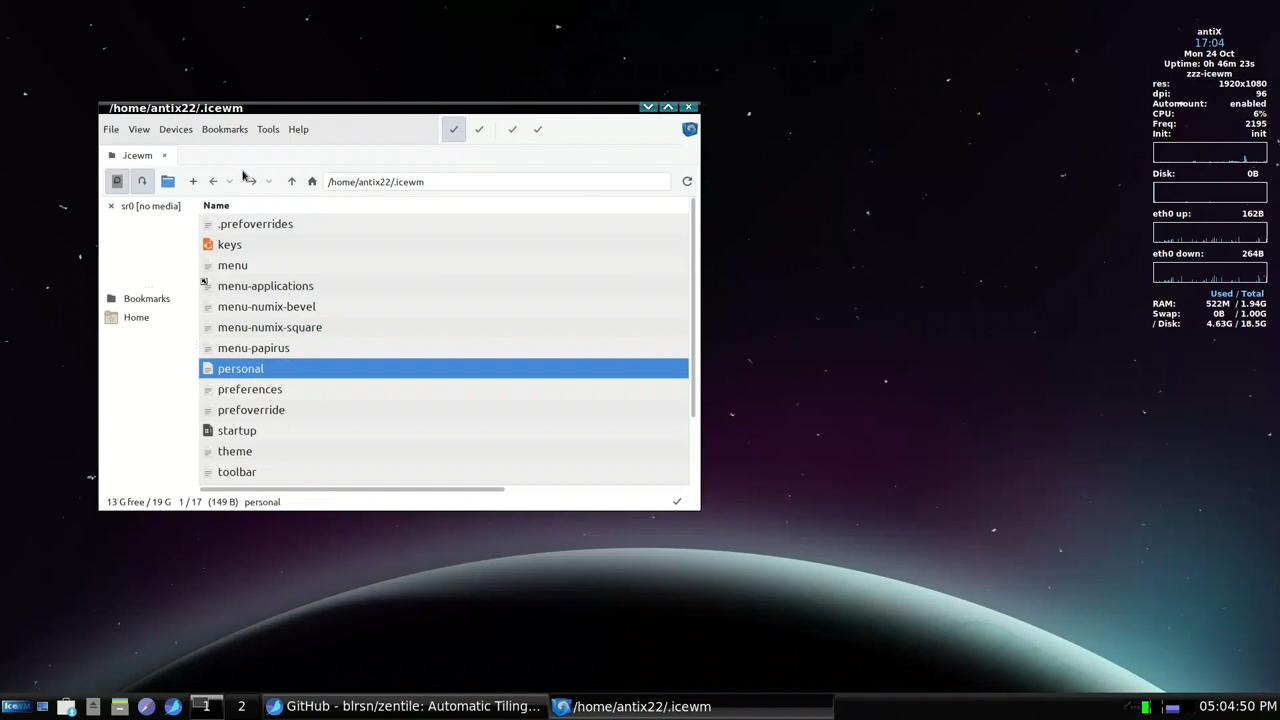 antiX
17:04
Mon 24 Oct
Uptime: 0h 46m 23s
zzz-icewm
res: 1920x1080
dpi: 96
Automount: enabled
CPU: 6%
Freq: 2195
Init: init
Disk: 0B
eth0 up: 162B
eth0 down: 264B
Used / Total
RAM: 522M / 1.94G
Swap: 0B / 1.00G
/ Disk: 4.63G / 18.5G
/home/antix22/.icewm
File View Devices Bookmarks Tools Help
.icewm
/home/antix22/.icewm
sr0 [no media]
Bookmarks
Home
Name
.prefoverrides
keys
menu
menu-applications
menu-numix-bevel
menu-numix-square
menu-papirus
personal
preferences
prefoverride
startup
theme
toolbar
13 G free / 19 G 1 / 17 (149 B) personal
IceWM 1 2 GitHub - blrsn/zentile: Automatic Tiling... /home/antix22/.icewm 05:04:50 PM